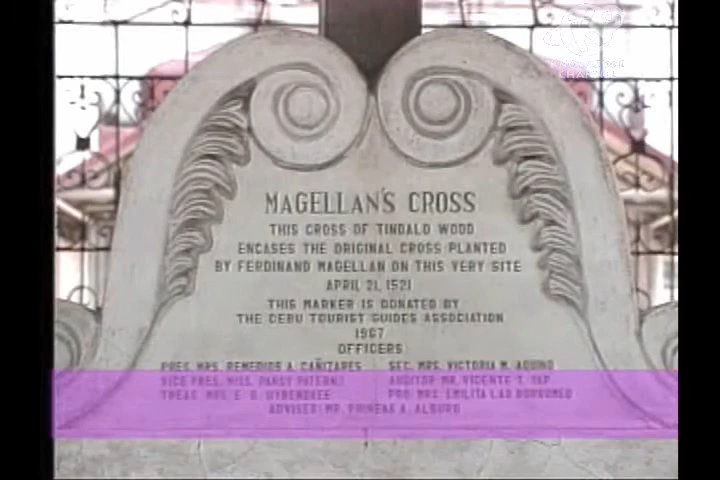 MAGELLAN'S CROSS
THIS CROSS OF TINDALO WOOD
ENCASES THE ORIGINAL CROSS PLANTED
BY FERDINAND MAGELLAN ON THIS VERY SITE
APRIL 21, 1521
THIS MARKER IS DONATED BY
THE CEBU TOURIST GUIDES ASSOCIATION
1967
OFFICERS
PRES. MRS. REMEDIOS A. CAÑIZARES SEC. MRS. VICTORIA M. AQUINO
VICE PRES. MISS. PANSY AUDITOR MR. VICENTE T. YAP
TREAS. MRS. E. PRO. MRS. EMILITA LAO
ADVISER: MR. PHINEAS A. ALBURO
CHANNEL